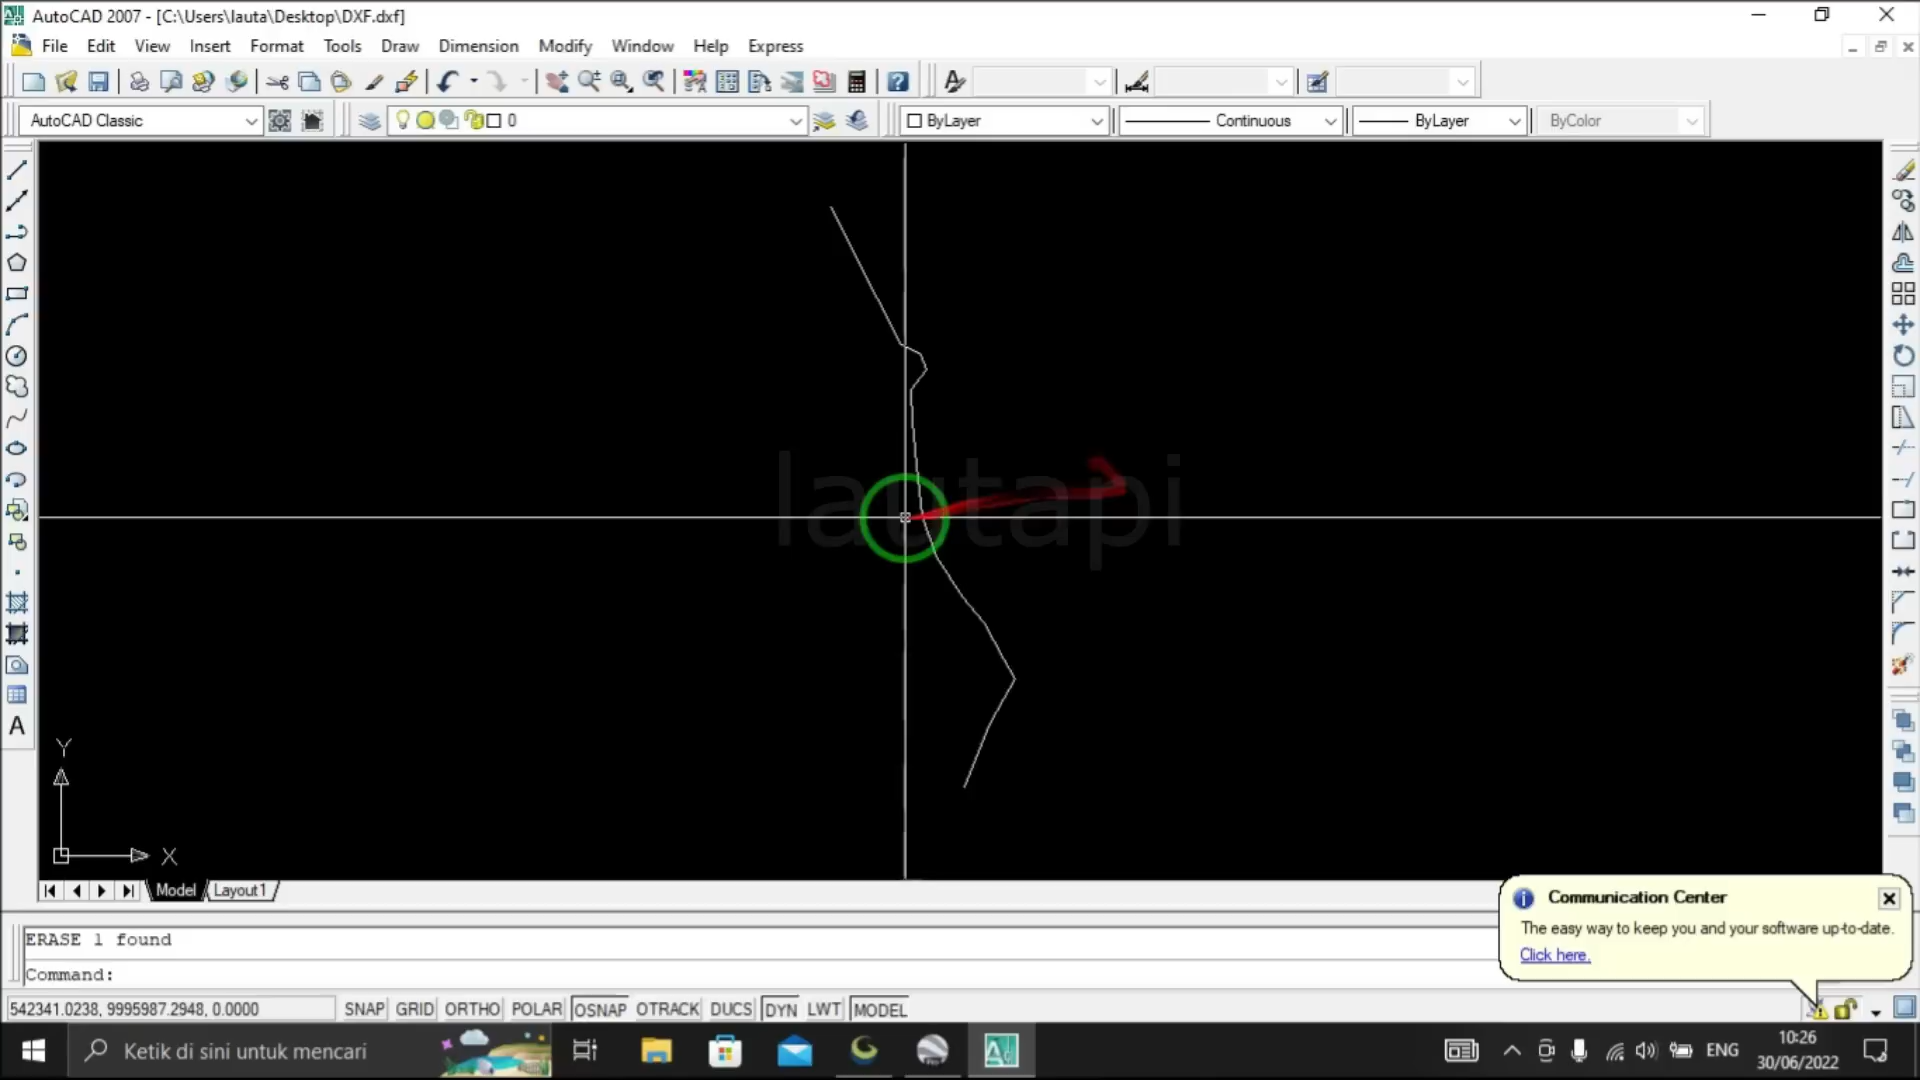 AutoCAD 2007 - [C:\Users\lauta\Desktop\DXF.dxf]
File Edit View Insert Format Tools Draw Dimension Modify Window Help Express
AutoCAD Classic 0 ByLayer Continuous ByLayer ByColor
lautapi
A
Y
X
Model Layout1
ERASE 1 found
Command:
Communication Center
The easy way to keep you and your software up-to-date.
Click here.
542341.0238, 9995987.2948, 0.0000 SNAP GRID ORTHO POLAR OSNAP OTRACK DUCS DYN LWT MODEL
Ketik di sini untuk mencari ENG 10:26
30/06/2022